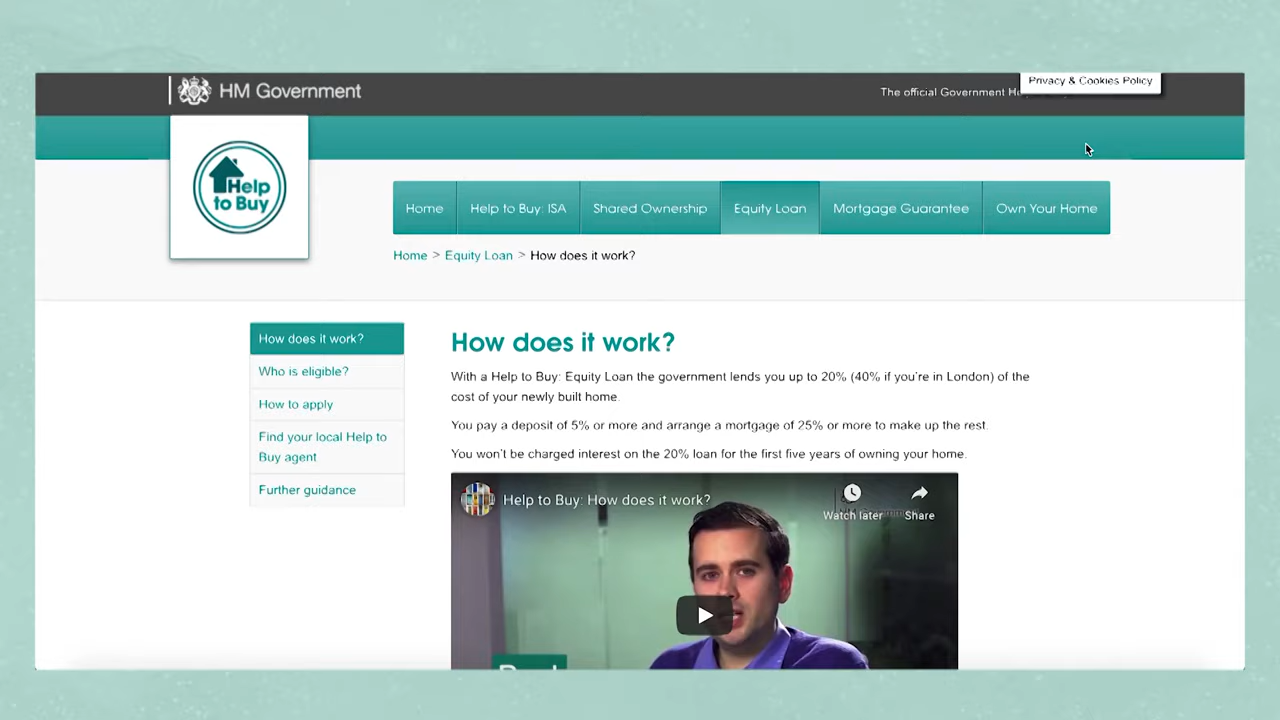 HM Government
Privacy & Cookies Policy
The official Government
Help
to Buy
Home
Help to Buy: ISA
Shared Ownership
Equity Loan
Mortgage Guarantee
Own Your Home
Home > Equity Loan > How does it work?
How does it work?
Who is eligible?
How to apply
Find your local Help to
Buy agent
Further guidance
How does it work?
With a Help to Buy: Equity Loan the government lends you up to 20% (40% if you're in London) of the
cost of your newly built home.
You pay a deposit of 5% or more and arrange a mortgage of 25% or more to make up the rest.
You won't be charged interest on the 20% loan for the first five years of owning your home.
Help to Buy: How does it work?
Watch later
Share